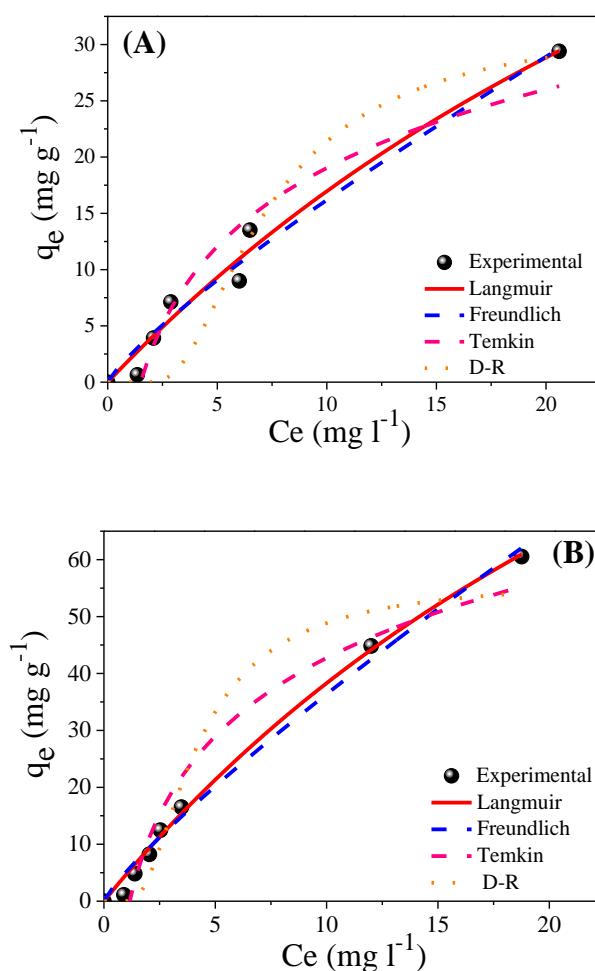 (A)
30
25
20
15
10
5
0
qe (mg g-1)
Experimental
Langmuir
Freundlich
Temkin
D-R
0 5 10 15 20
Ce (mg l-1)
(B)
60
50
40
30
20
10
0
qe (mg g-1)
Experimental
Langmuir
Freundlich
Temkin
D-R
0 5 10 15 20
Ce (mg l-1)